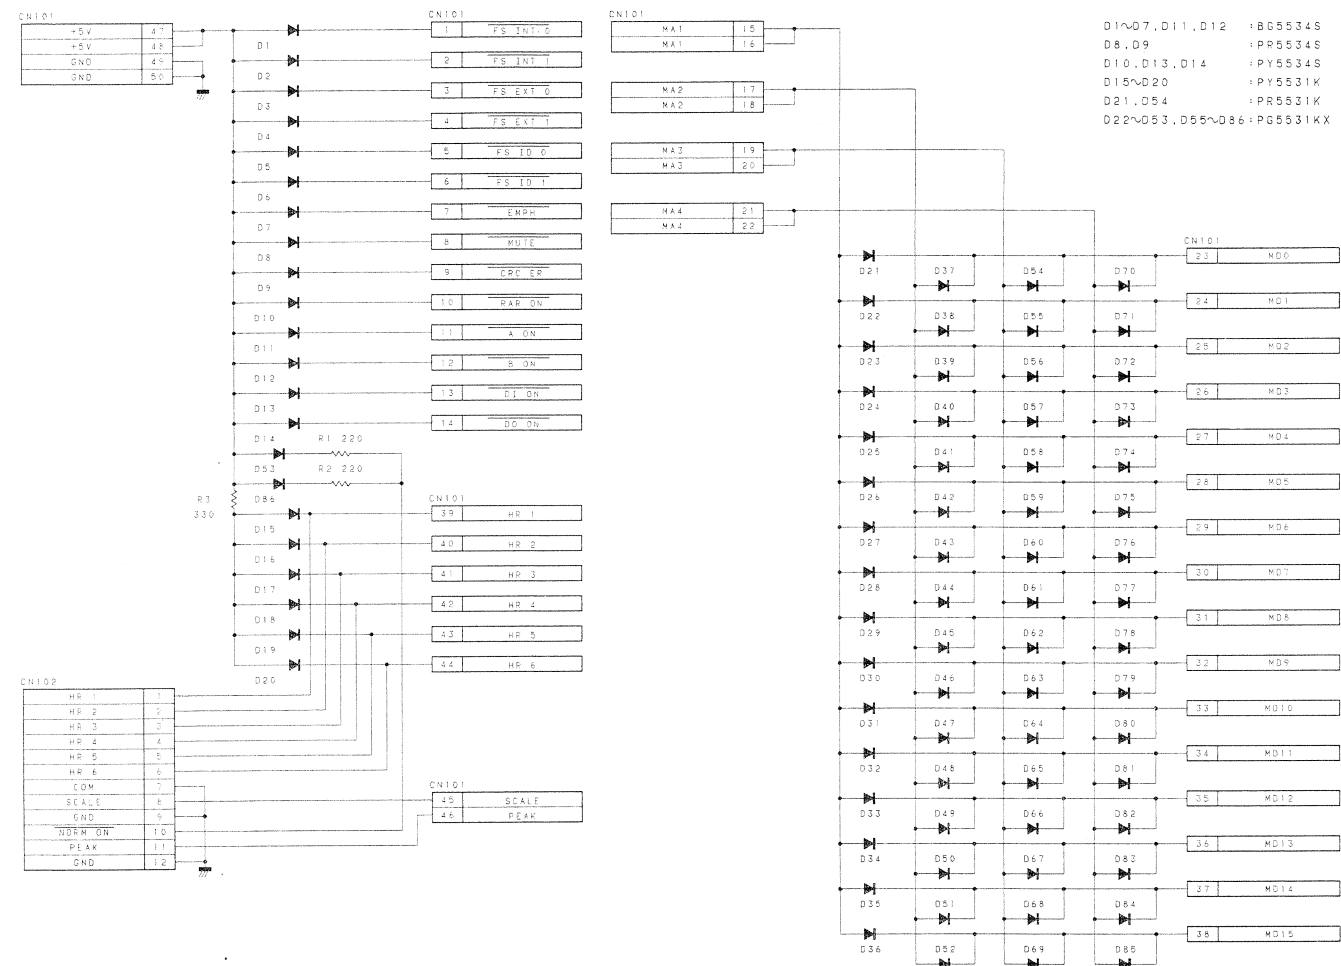 CN101
+5V 47
+5V 48
GND 49
GND 50
D1
D2
D3
D4
D5
D6
D7
D8
D9
D10
D11
D12
D13
D14 R1 220
D53 R2 220
D86
R3
330
D15
D16
D17
D18
D19
D20
CN101
1 FS INT 0
2 FS INT 1
3 FS EXT 0
4 FS EXT 1
5 FS ID 0
6 FS ID 1
7 EMPH
8 MUTE
9 CRC ER
10 RAR ON
11 A ON
12 B ON
13 DI ON
14 DO ON
CN101
39 HR 1
40 HR 2
41 HR 3
42 HR 4
43 HR 5
44 HR 6
CN102
HR 1 1
HR 2 2
HR 3 3
HR 4 4
HR 5 5
HR 6 6
COM 7
SCALE 8
GND 9
NORM ON 10
PEAK 11
GND 12
CN101
45 SCALE
46 PEAK
CN101
MA1 15
MA1 16
MA2 17
MA2 18
MA3 19
MA3 20
MA4 21
MA4 22
D1~D7,D11,D12 :BG5534S
D8,D9 :PR5534S
D10,D13,D14 :PY5534S
D15~D20 :PY5531K
D21,D54 :PR5531K
D22~D53,D55~D86:PG5531KX
CN101
23 MD0
D21 D37 D54 D70
24 MD1
D22 D38 D55 D71
25 MD2
D23 D39 D56 D72
26 MD3
D24 D40 D57 D73
27 MD4
D25 D41 D58 D74
28 MD5
D26 D42 D59 D75
29 MD6
D27 D43 D60 D76
30 MD7
D28 D44 D61 D77
31 MD8
D29 D45 D62 D78
32 MD9
D30 D46 D63 D79
33 MD10
D31 D47 D64 D80
34 MD11
D32 D48 D65 D81
35 MD12
D33 D49 D66 D82
36 MD13
D34 D50 D67 D83
37 MD14
D35 D51 D68 D84
38 MD15
D36 D52 D69 D85